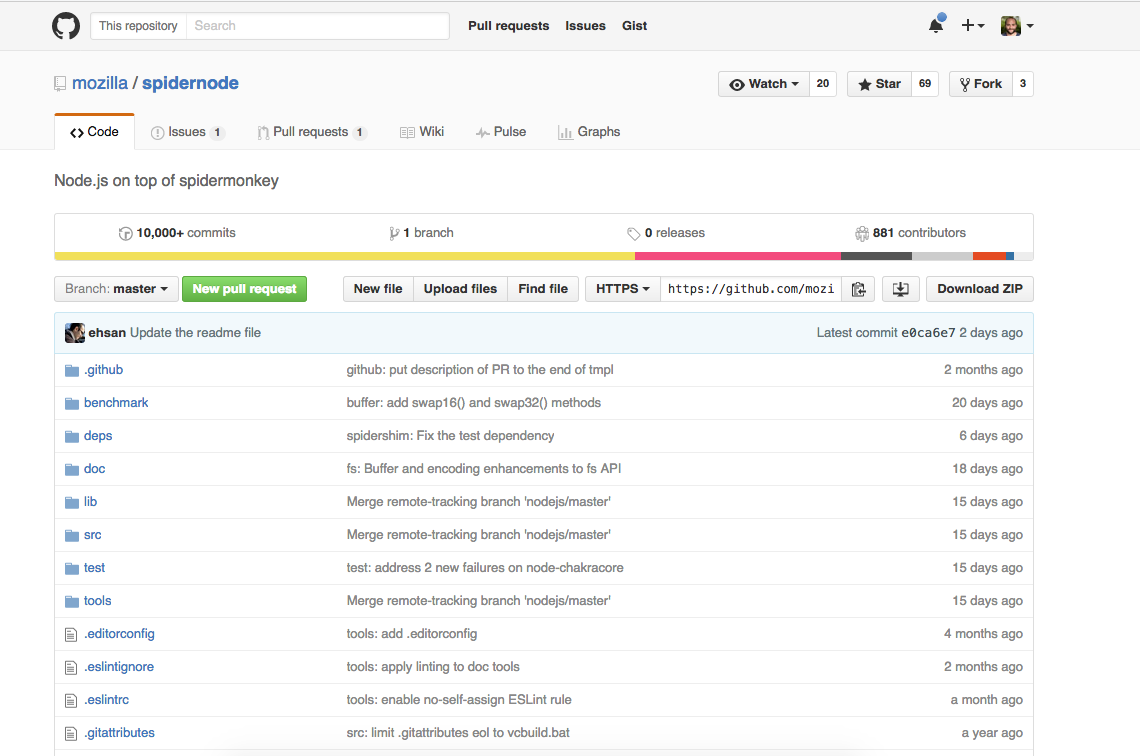 This repository Search Pull requests Issues Gist
mozilla / spidernode Watch 20 Star 69 Fork 3
Code Issues 1 Pull requests 1 Wiki Pulse Graphs
Node.js on top of spidermonkey
10,000+ commits 1 branch 0 releases 881 contributors
Branch: master New pull request New file Upload files Find file HTTPS https://github.com/mozi Download ZIP
ehsan Update the readme file Latest commit e0ca6e7 2 days ago
.github github: put description of PR to the end of tmpl 2 months ago
benchmark buffer: add swap16() and swap32() methods 20 days ago
deps spidershim: Fix the test dependency 6 days ago
doc fs: Buffer and encoding enhancements to fs API 18 days ago
lib Merge remote-tracking branch 'nodejs/master' 15 days ago
src Merge remote-tracking branch 'nodejs/master' 15 days ago
test test: address 2 new failures on node-chakracore 15 days ago
tools Merge remote-tracking branch 'nodejs/master' 15 days ago
.editorconfig tools: add .editorconfig 4 months ago
.eslintignore tools: apply linting to doc tools 2 months ago
.eslintrc tools: enable no-self-assign ESLint rule a month ago
.gitattributes src: limit .gitattributes eol to vcbuild.bat a year ago